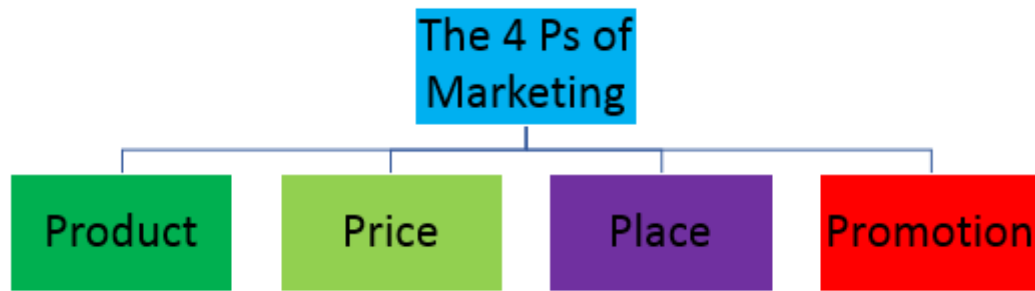 The 4 Ps of
Marketing
Product
Price
Place
Promotion